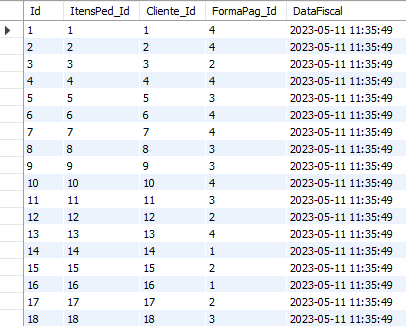 Id ItensPed_Id Cliente_Id FormaPag_Id DataFiscal
1 1 1 4 2023-05-11 11:35:49
2 2 2 4 2023-05-11 11:35:49
3 3 3 2 2023-05-11 11:35:49
4 4 4 4 2023-05-11 11:35:49
5 5 5 3 2023-05-11 11:35:49
6 6 6 4 2023-05-11 11:35:49
7 7 7 4 2023-05-11 11:35:49
8 8 8 3 2023-05-11 11:35:49
9 9 9 3 2023-05-11 11:35:49
10 10 10 4 2023-05-11 11:35:49
11 11 11 3 2023-05-11 11:35:49
12 12 12 2 2023-05-11 11:35:49
13 13 13 4 2023-05-11 11:35:49
14 14 14 1 2023-05-11 11:35:49
15 15 15 2 2023-05-11 11:35:49
16 16 16 1 2023-05-11 11:35:49
17 17 17 2 2023-05-11 11:35:49
18 18 18 3 2023-05-11 11:35:49